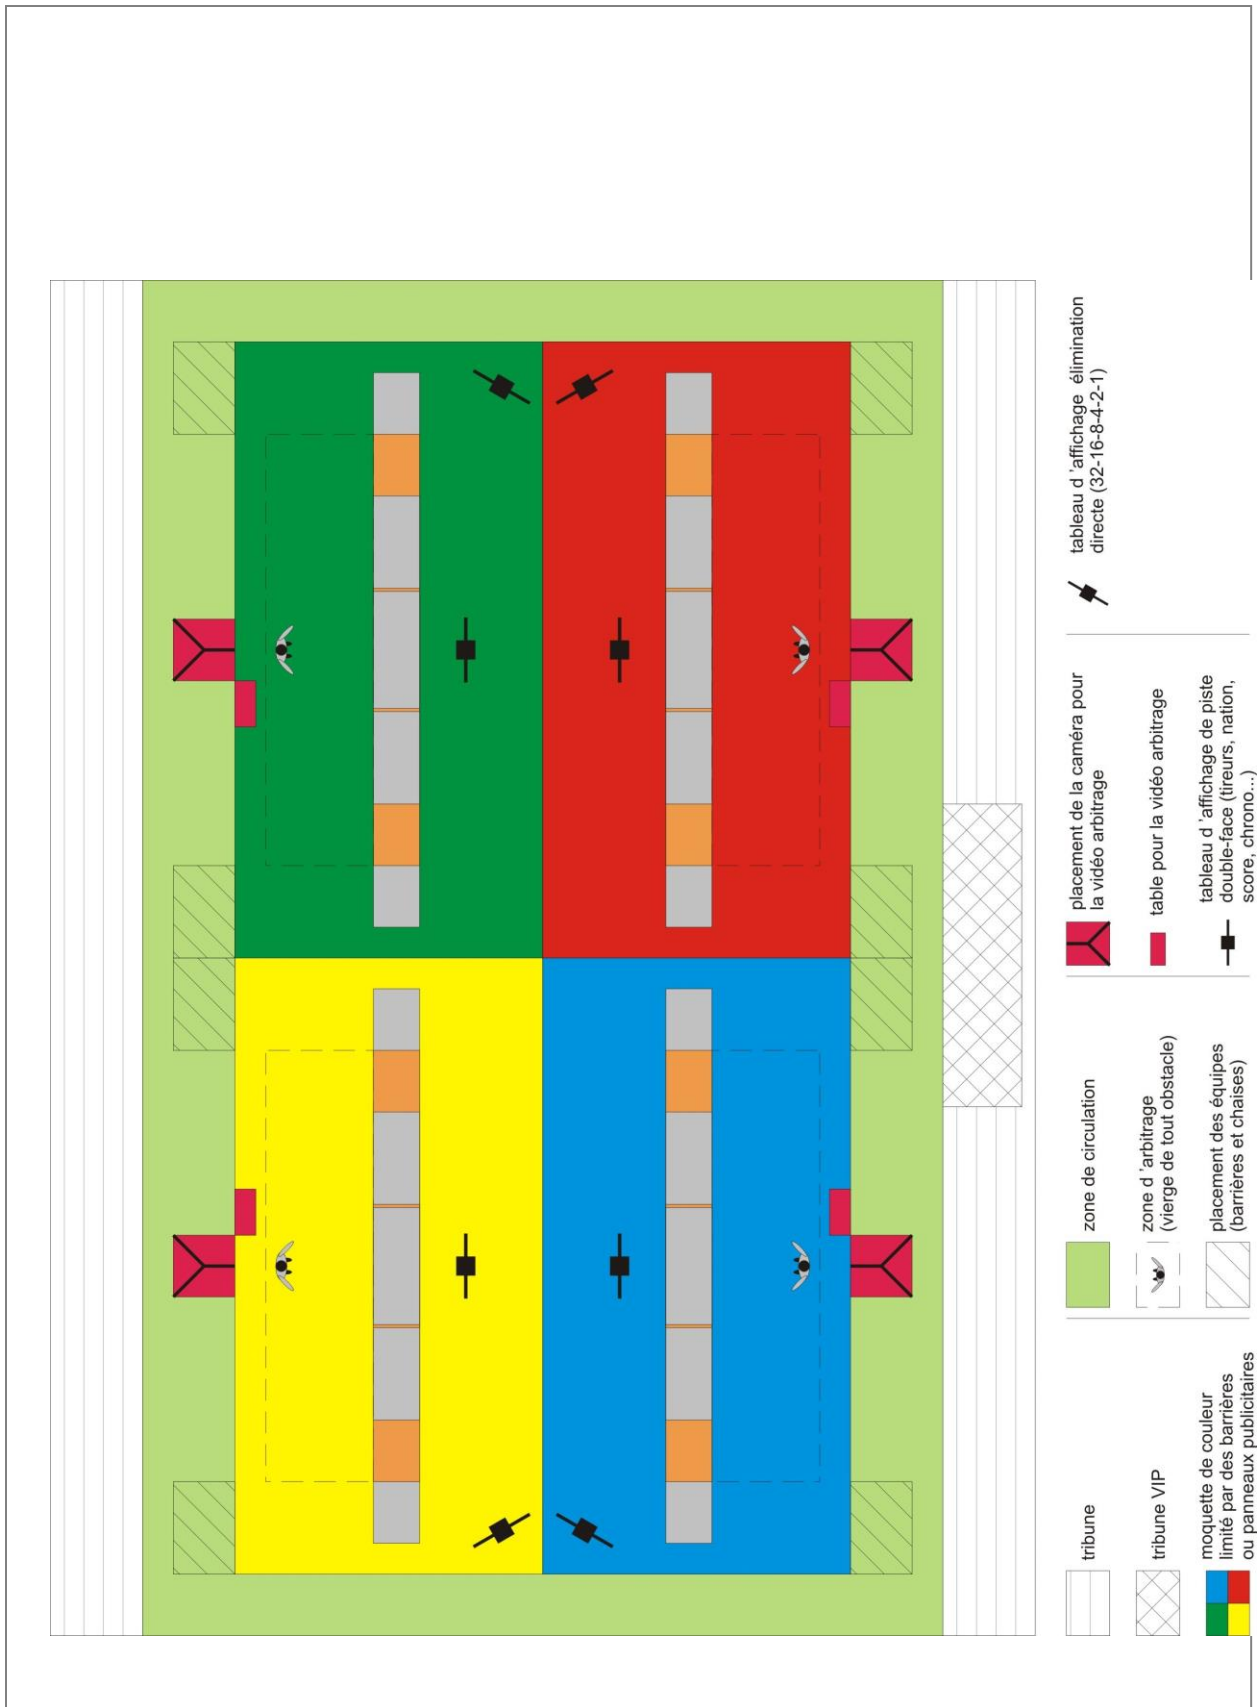 tribune
tribune VIP
moquette de couleur
limité par des barrières
ou panneaux publicitaires
zone de circulation
zone d 'arbitrage
(vierge de tout obstacle)
placement des équipes
(barrières et chaises)
placement de la caméra pour
la vidéo arbitrage
table pour la vidéo arbitrage
tableau d 'affichage de piste
double-face (tireurs, nation,
score, chrono...)
tableau d 'affichage élimination
directe (32-16-8-4-2-1)